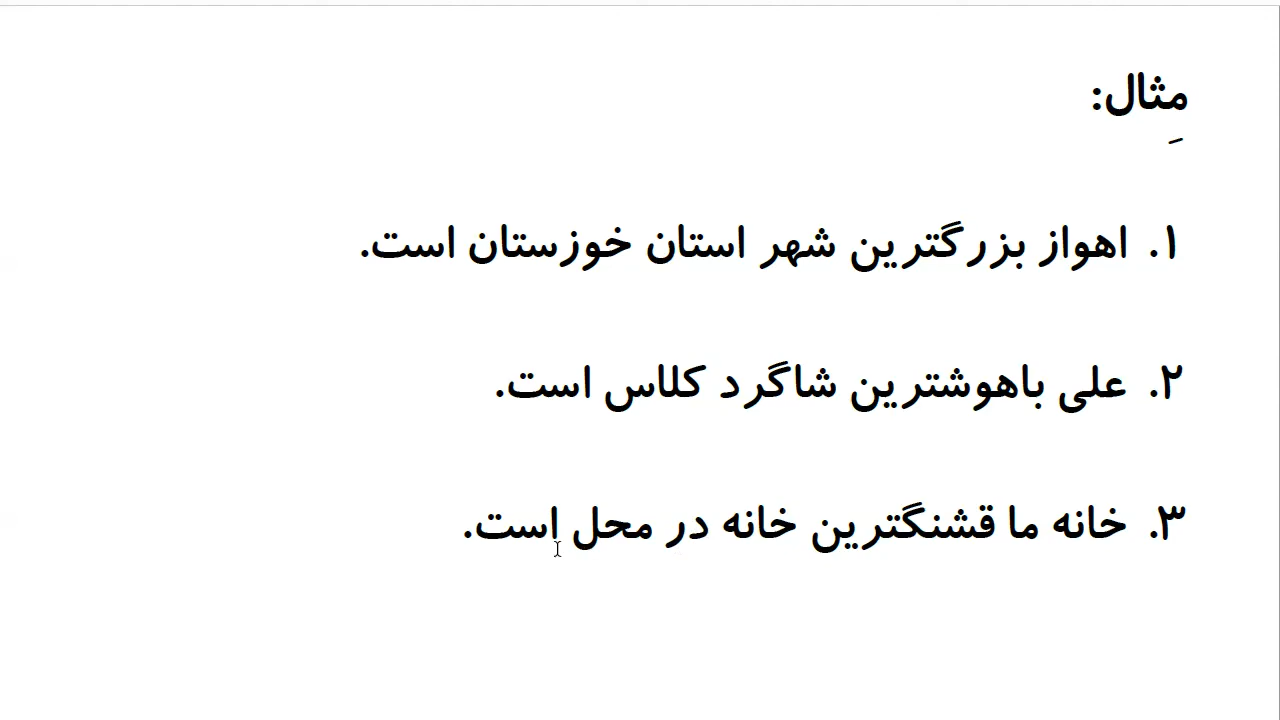 مثال:
َ
۱. اهواز بزرگترین شهر استان خوزستان است.
۲. علی باهوشترین شاگرد کلاس است.
۳. خانه ما قشنگترین خانه در محل است.